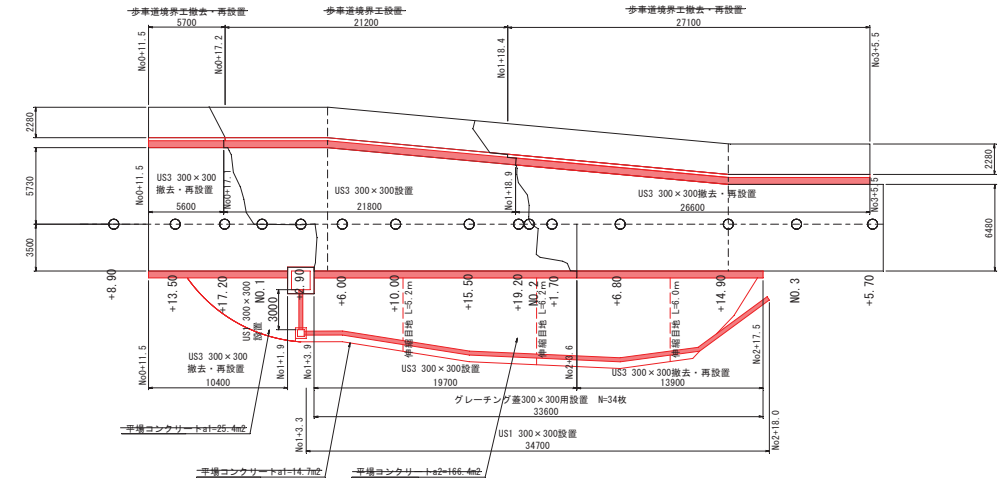 歩車道境界工撤去・再設置
5700
歩車道境界工設置
21200
歩車道境界工撤去・再設置
27100
No0+11.5
No0+17.2
No1+18.4
No3+5.5
2280
5730
3500
2280
6480
No0+11.5
US3 300×300
撤去・再設置
5600
No0+17.1
US3 300×300設置
21800
No1+18.9
US3 300×300撤去・再設置
26600
No3+5.5
+8.90
+13.50
+17.20
NO.1
+2.90
+6.00
+10.00
+15.50
+19.20
NO.2
+1.70
+6.80
+14.90
NO.3
+5.70
US1 300×300
設置
3000
伸縮目地 L=5.2m
伸縮目地 L=6.2m
伸縮目地 L=6.0m
No0+11.5
US3 300×300
撤去・再設置
10400
No1+1.9
No1+3.9
US3 300×300設置
19700
No2+3.6
US3 300×300撤去・再設置
13900
No2+17.5
グレーチング蓋300×300用設置 N=34枚
33600
No1+3.3
US1 300×300設置
34700
No2+18.0
平場コンクリートa1=25.4m2
平場コンクリートa1=14.7m2
平場コンクリートa2=166.4m2